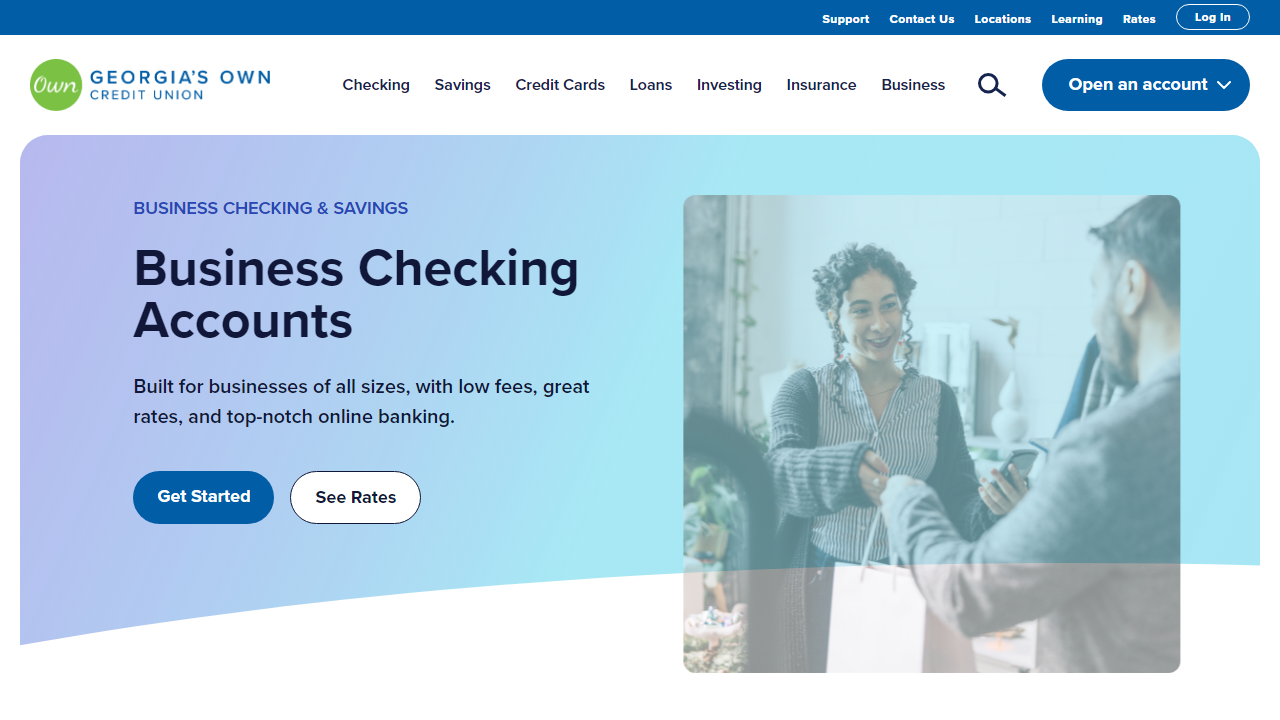 Support Contact Us Locations Learning Rates Log In
Own GEORGIA'S OWN
CREDIT UNION
Checking Savings Credit Cards Loans Investing Insurance Business Open an account
BUSINESS CHECKING & SAVINGS
Business Checking
Accounts
Built for businesses of all sizes, with low fees, great
rates, and top-notch online banking.
Get Started See Rates